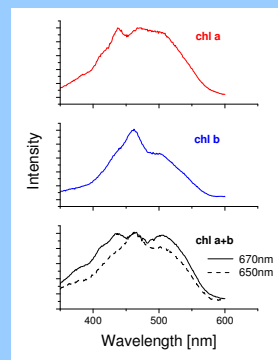 chl a
chl b
Intensity
chl a+b
670nm
650nm
400 500 600
Wavelength [nm]